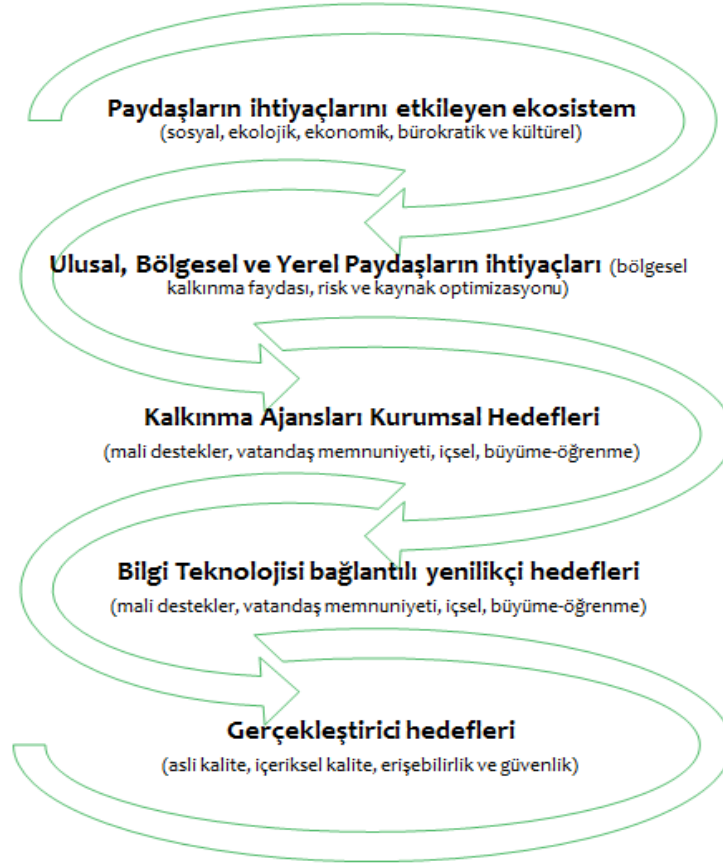 Paydaşların ihtiyaçlarını etkileyen ekosistem
(sosyal, ekolojik, ekonomik, bürokratik ve kültürel)
Ulusal, Bölgesel ve Yerel Paydaşların ihtiyaçları (bölgesel
kalkınma faydası, risk ve kaynak optimizasyonu)
Kalkınma Ajansları Kurumsal Hedefleri
(mali destekler, vatandaş memnuniyeti, içsel, büyüme-öğrenme)
Bilgi Teknolojisi bağlantılı yenilikçi hedefleri
(mali destekler, vatandaş memnuniyeti, içsel, büyüme-öğrenme)
Gerçekleştirici hedefleri
(asli kalite, içeriksel kalite, erişebilirlik ve güvenlik)